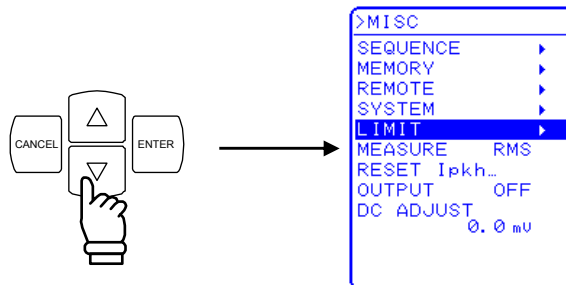 CANCEL
ENTER
>MISC
SEQUENCE
MEMORY
REMOTE
SYSTEM
LIMIT
MEASURE RMS
RESET Ipkh…
OUTPUT OFF
DC ADJUST
0.0 mV